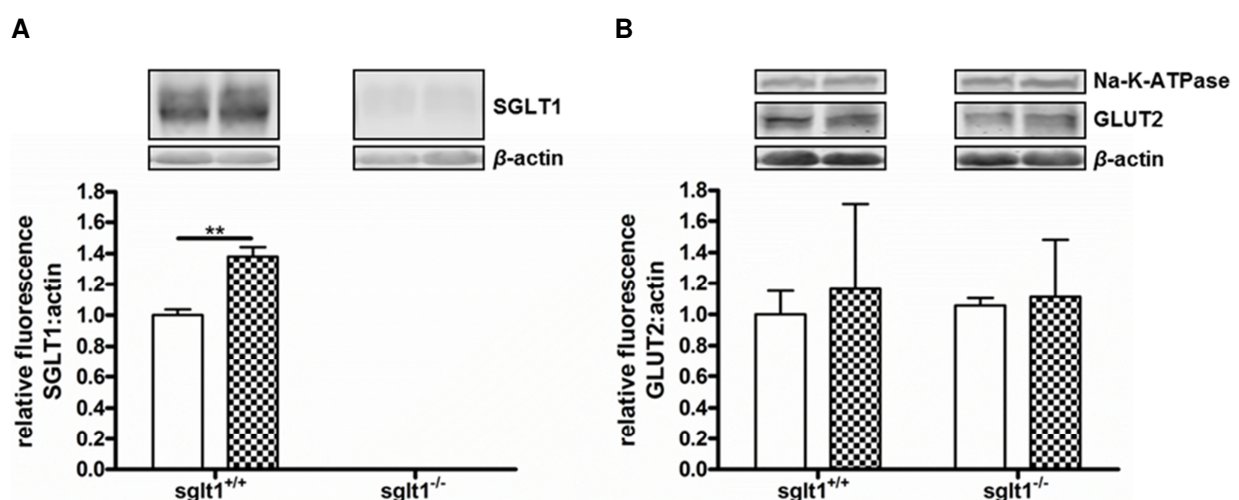 A
SGLT1
β-actin
relative fluorescence
SGLT1:actin
1.8
1.6
1.4
1.2
1.0
0.8
0.6
0.4
0.2
0.0
**
sglt1+/+
sglt1-/-
B
Na-K-ATPase
GLUT2
β-actin
relative fluorescence
GLUT2:actin
1.8
1.6
1.4
1.2
1.0
0.8
0.6
0.4
0.2
0.0
sglt1+/+
sglt1-/-